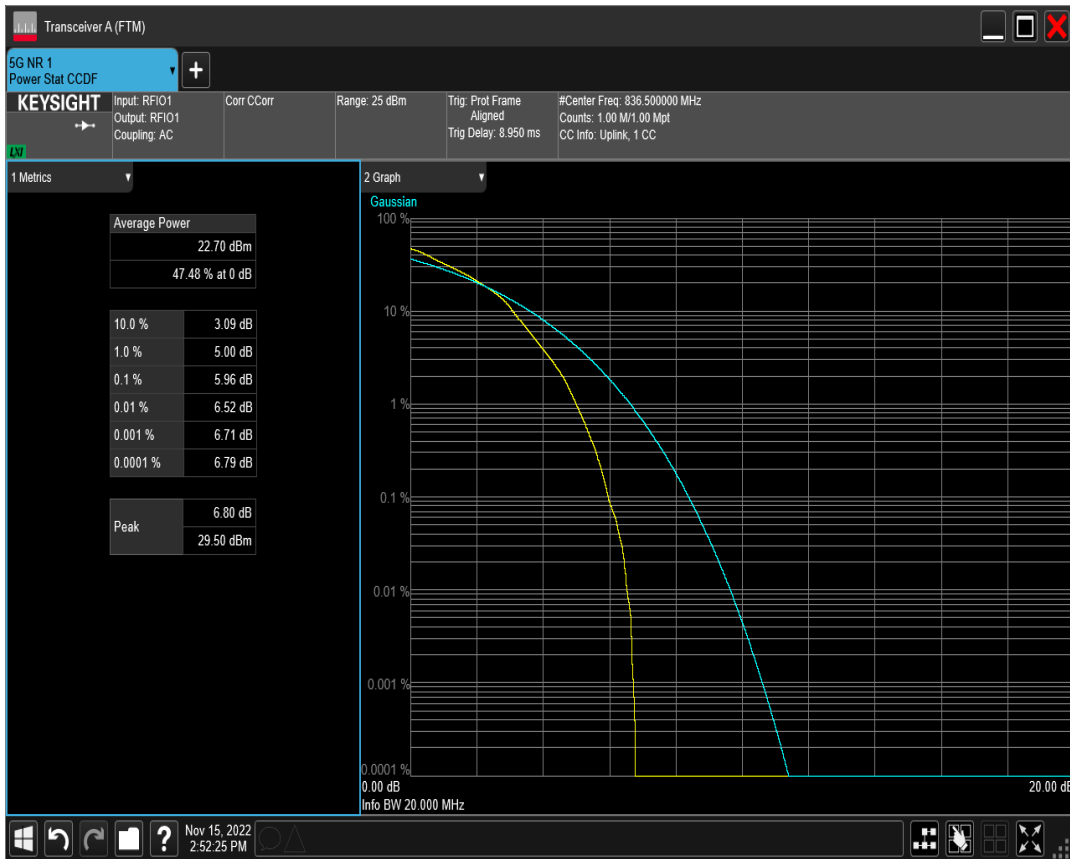 Transceiver A (FTM)
5G NR 1
Power Stat CCDF
+
KEYSIGHT
LXI
Input: RFIO1
Output: RFIO1
Coupling: AC
Corr CCorr
Range: 25 dBm
Trig: Prot Frame
Aligned
Trig Delay: 8.950 ms
#Center Freq: 836.500000 MHz
Counts: 1.00 M/1.00 Mpt
CC Info: Uplink, 1 CC
1 Metrics
Average Power
22.70 dBm
47.48 % at 0 dB
10.0 % 3.09 dB
1.0 % 5.00 dB
0.1 % 5.96 dB
0.01 % 6.52 dB
0.001 % 6.71 dB
0.0001 % 6.79 dB
Peak 6.80 dB
29.50 dBm
2 Graph
Gaussian
100 %
10 %
1 %
0.1 %
0.01 %
0.001 %
0.0001 %
0.00 dB 20.00 dB
Info BW 20.000 MHz
?
Nov 15, 2022
2:52:25 PM